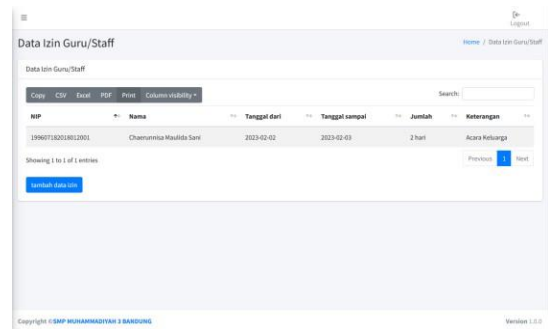 Logout
Data Izin Guru/Staff
Home / Data Izin Guru/Staff
Data Izin Guru/Staff
Copy CSV Excel PDF Print Column visibility
Search:
NIP Nama Tanggal dari Tanggal sampai Jumlah Keterangan
199607182018012001 Chaerunnisa Maulida Sani 2023-02-02 2023-02-03 2 hari Acara Keluarga
Showing 1 to 1 of 1 entries
Previous 1 Next
tambah data izin
Copyright © SMP MUHAMMADIYAH 3 BANDUNG
Version 1.0.0